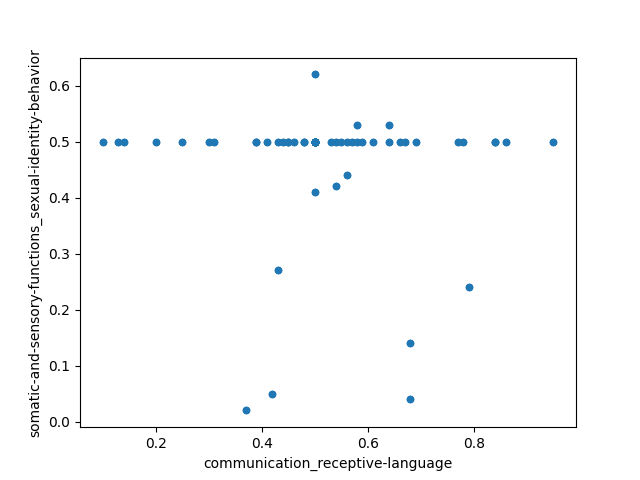 somatic-and-sensory-functions_sexual-identity-behavior
0.6
0.5
0.4
0.3
0.2
0.1
0.0
0.2 0.4 0.6 0.8
communication_receptive-language